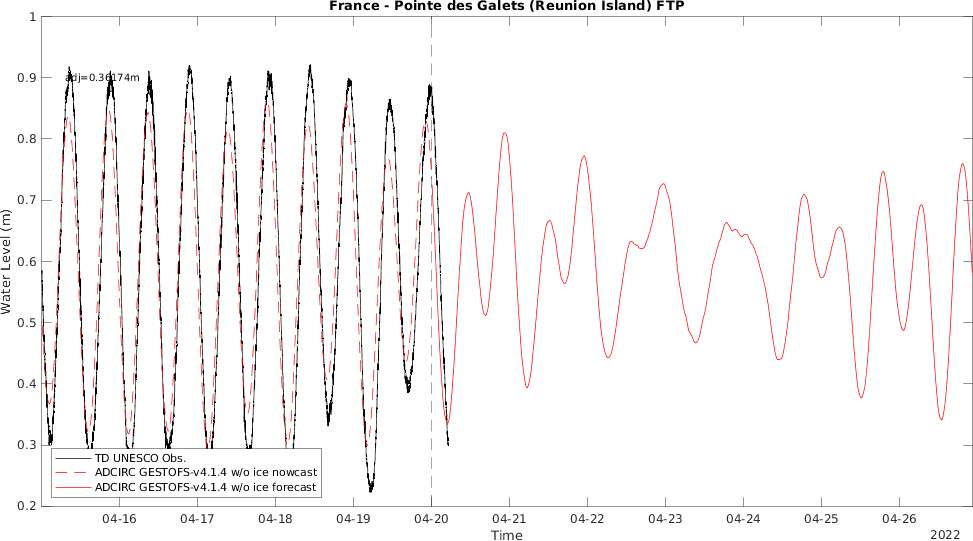 France - Pointe des Galets (Reunion Island) FTP
1
0.9
0.8
0.7
0.6
0.5
0.4
0.3
0.2
Water Level (m)
adj=0.36174m
TD UNESCO Obs.
ADCIRC GESTOFS-v4.1.4 w/o ice nowcast
ADCIRC GESTOFS-v4.1.4 w/o ice forecast
04-16 04-17 04-18 04-19 04-20 04-21 04-22 04-23 04-24 04-25 04-26
Time
2022